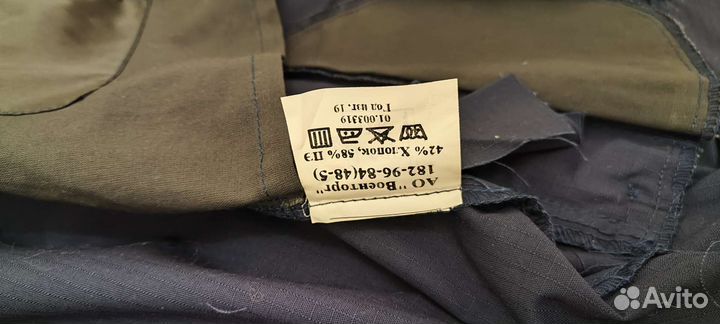 АО "Военторг"
182-96-84(48-5)
42% Хлопок, 58% ПЭ
01.003319
Год изг. 19
Avito